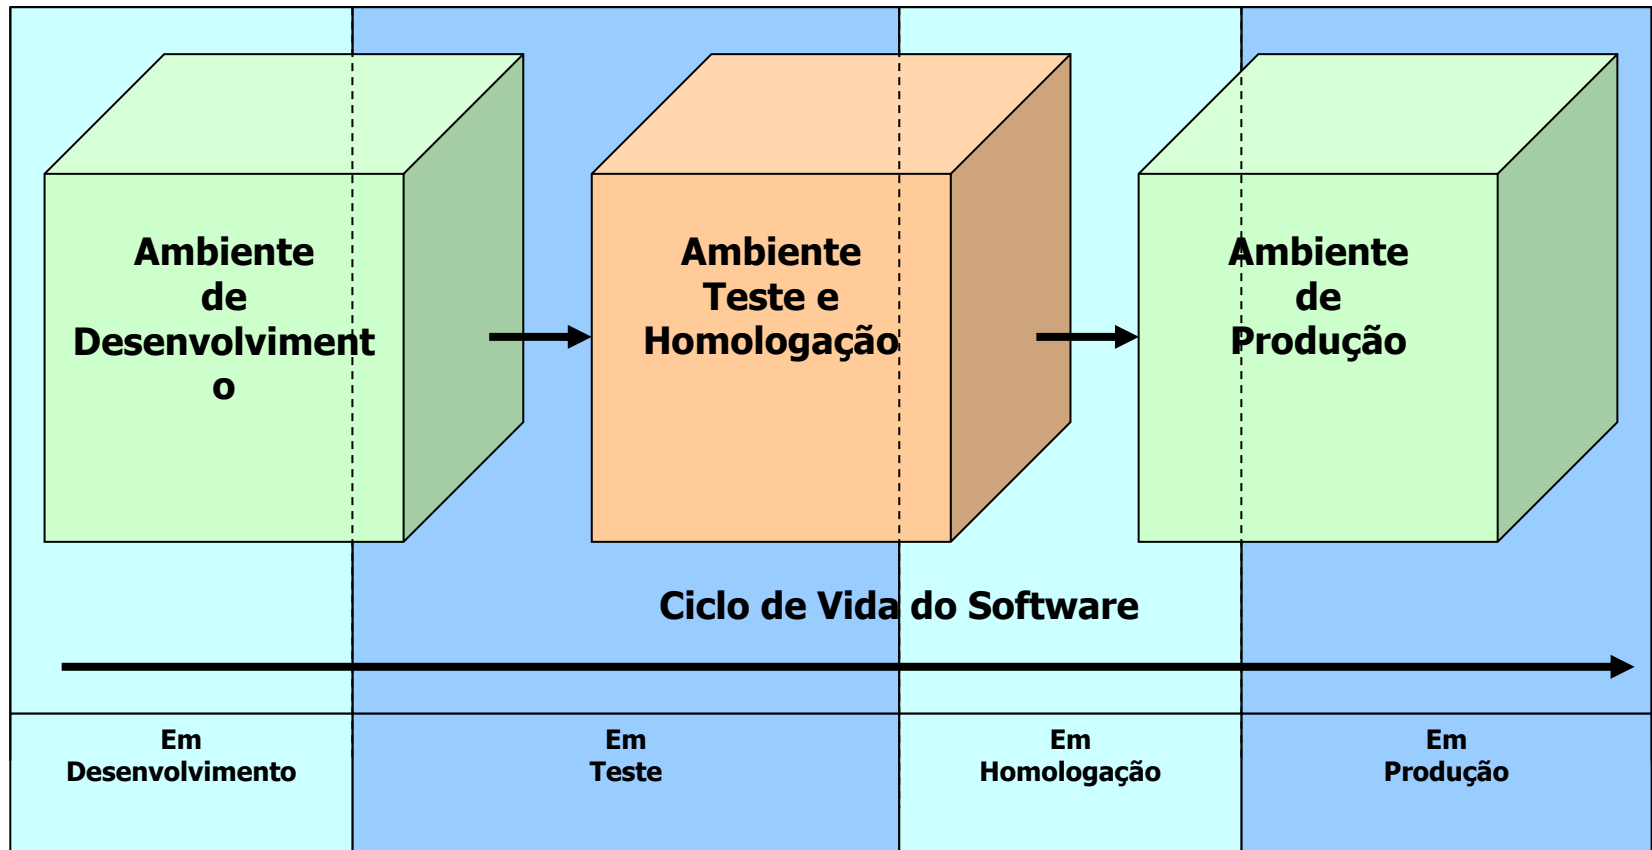 Ambiente
de
Desenvolviment
o
Ambiente
Teste e
Homologação
Ambiente
de
Produção
Ciclo de Vida do Software
Em
Desenvolvimento
Em
Teste
Em
Homologação
Em
Produção